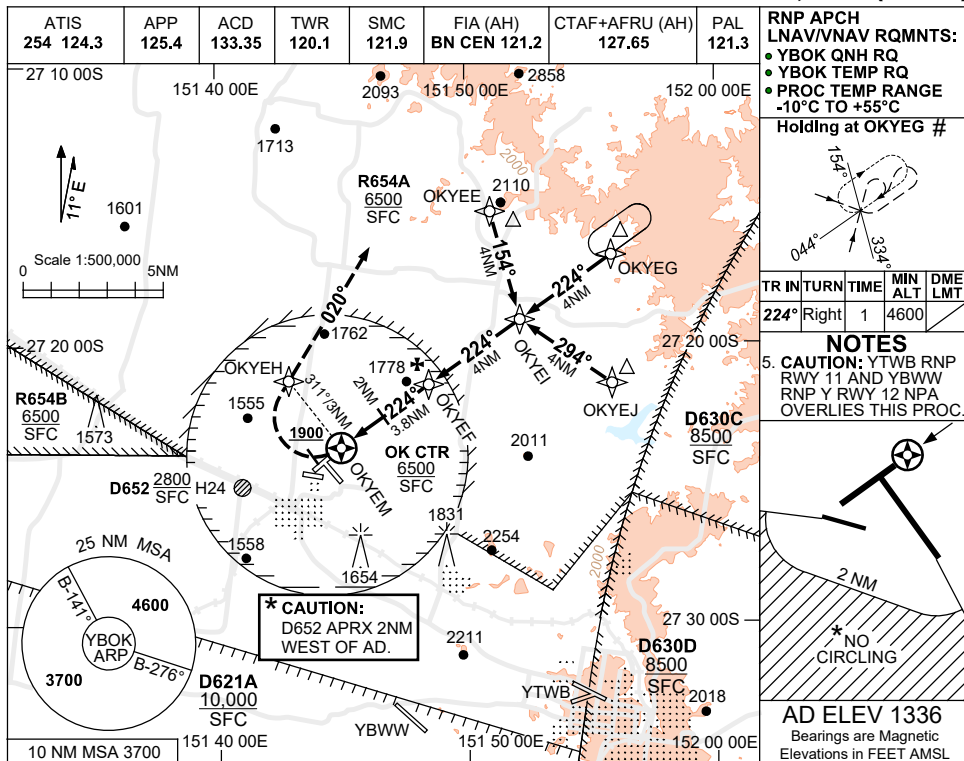 ATIS
254 124.3
APP
125.4
ACD
133.35
TWR
120.1
SMC
121.9
FIA (AH)
BN CEN 121.2
CTAF+AFRU (AH)
127.65
PAL
121.3
RNP APCH
LNAV/VNAV RQMNTS:
YBOK QNH RQ
YBOK TEMP RQ
PROC TEMP RANGE
-10°C TO +55°C
Holding at OKYEG #
154°
044°
334°
TR IN TURN TIME MIN ALT DME LMT
224° Right 1 4600
NOTES
5. CAUTION: YTWB RNP
RWY 11 AND YBWW
RNP Y RWY 12 NPA
OVERLIES THIS PROC.
2 NM
*NO
CIRCLING
AD ELEV 1336
Bearings are Magnetic
Elevations in FEET AMSL
27 10 00S
151 40 00E
2093
151 50 00E
2858
152 00 00E
1713
2000
11° E
1601
R654A
6500
SFC
OKYEE
2110
Scale 1:500,000
0 5NM
154°
4NM
224°
4NM
OKYEG
020°
1762
27 20 00S
27 20 00S
OKYEH
224°
4NM
OKYEI
294°
4NM
OKYEJ
1778
311°/3NM
2NM
224°
3.8NM
OKYEF
R654B
6500
SFC
1573
1555
1900
OKYEM
OK CTR
6500
SFC
2011
D630C
8500
SFC
D652 2800
SFC
H24
1831
2254
1558
1654
2000
25 NM MSA
B-141°
4600
YBOK
ARP
B-276°
3700
* CAUTION:
D652 APRX 2NM
WEST OF AD.
27 30 00S
2211
D630D
8500
SFC
D621A
10,000
SFC
YTWB
2018
YBWW
10 NM MSA 3700
151 40 00E
151 50 00E
152 00 00E